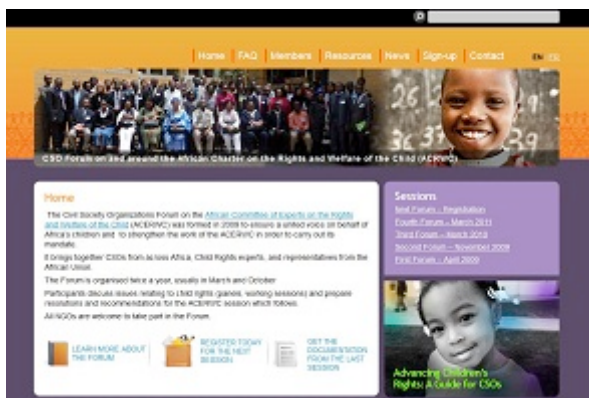 Home FAQ Members Resources News Sign-up Contact EN FR
CSO Forum on and around the African Charter on the Rights and Welfare of the Child (ACERWC)
Home
The Civil Society Organizations Forum on the African Committee of Experts on the Rights
and Welfare of the Child (ACERWC) was formed in 2009 to ensure a united voice on behalf of
Africa's children and to strengthen the work of the ACERWC in order to carry out its
mandate.
It brings together CSOs from across Africa, Child Rights experts, and representatives from the
African Union.
The Forum is organised twice a year, usually in March and October
Participants discuss issues relating to child rights (panels, working sessions) and prepare
resolutions and recommendations for the ACERWC session which follows.
All NGOs are welcome to take part in the Forum.
LEARN MORE ABOUT
THE FORUM
REGISTER TODAY
FOR THE NEXT
SESSION
GET THE
DOCUMENTATION
FROM THE LAST
SESSION
Sessions
Next Forum - Registration
Fourth Forum - March 2011
Third Forum - March 2010
Second Forum - November 2009
First Forum - April 2009
Advancing Children's
Rights: A Guide for CSOs